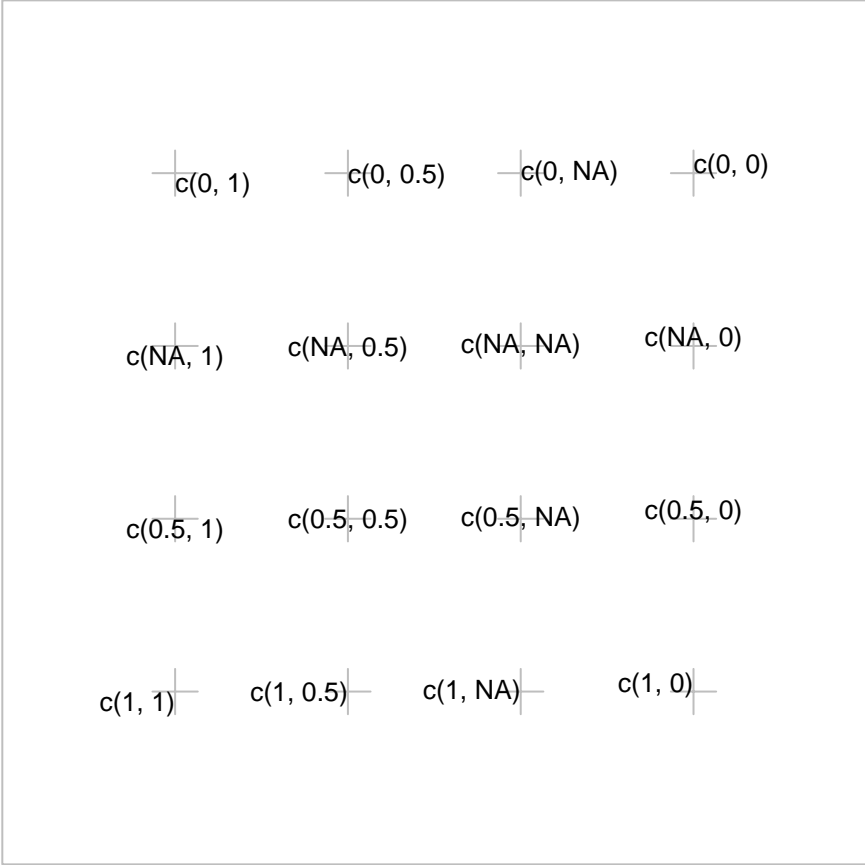 c(0, 1) c(0, 0.5) c(0, NA) c(0, 0)
c(NA, 1) c(NA, 0.5) c(NA, NA) c(NA, 0)
c(0.5, 1) c(0.5, 0.5) c(0.5, NA) c(0.5, 0)
c(1, 1) c(1, 0.5) c(1, NA) c(1, 0)